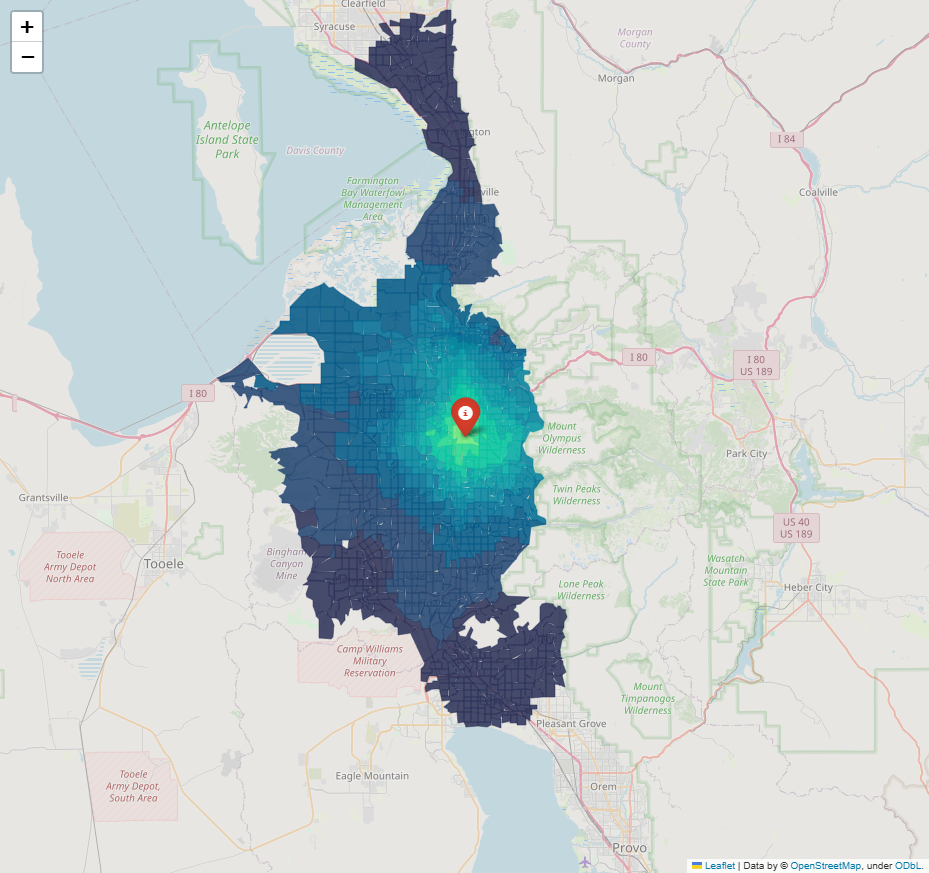 +
−
Clearfield
Syracuse
Morgan
County
Morgan
Antelope
Island State
Park
Davis County
I 84
Farmington
Bay Waterfowl
Management
Area
Coalville
I 80
I 80
US 189
I 80
Mount
Olympus
Wilderness
Park City
Twin Peaks
Wilderness
Grantsville
US 40
US 189
Tooele
Army Depot
North Area
Tooele
Bingham
Canyon
Mine
Wasatch
Mountain
State Park
Lone Peak
Wilderness
Heber City
Camp Williams
Military
Reservation
Mount
Timpanogos
Wilderness
Pleasant Grove
Eagle Mountain
Tooele
Army Depot,
South Area
Orem
Provo
Leaflet | Data by © OpenStreetMap, under ODbL.